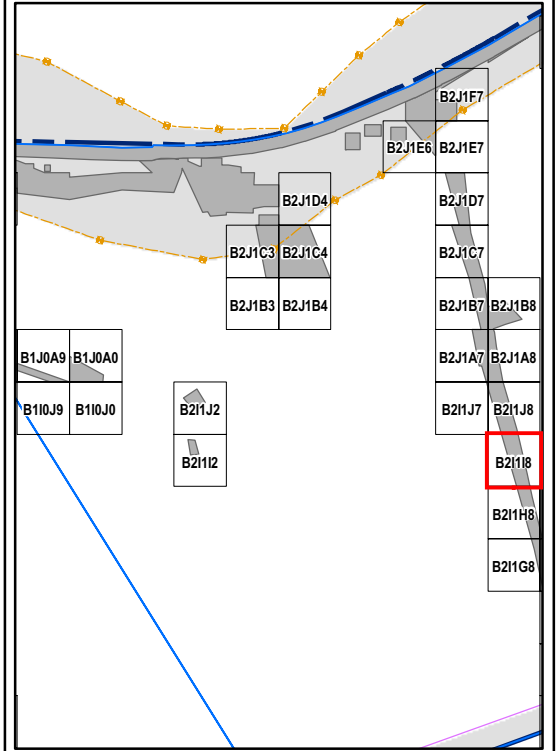 B2J1F7
B2J1E6 B2J1E7
B2J1D4 B2J1D7
B2J1C3 B2J1C4 B2J1C7
B2J1B3 B2J1B4 B2J1B7 B2J1B8
B1J0A9 B1J0A0 B2J1A7 B2J1A8
B1I0J9 B1I0J0 B2I1J2 B2I1J7 B2I1J8
B2I1I2 B2I1I8
B2I1H8
B2I1G8